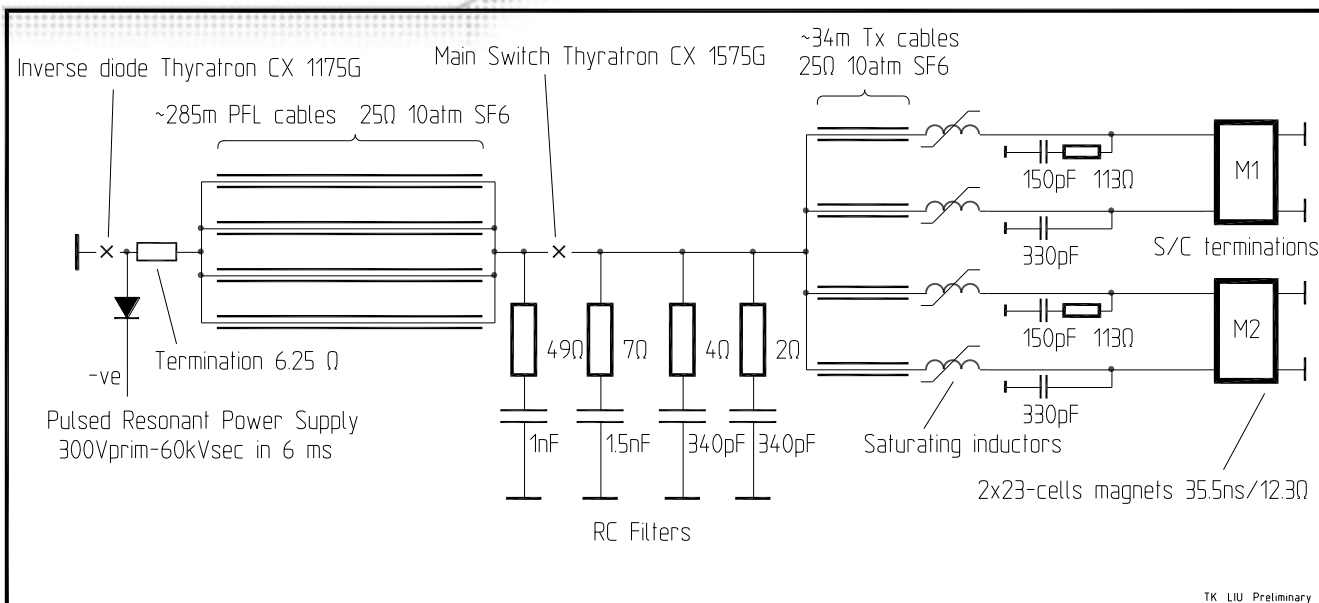 Inverse diode Thyratron CX 1175G
Main Switch Thyratron CX 1575G
~34m Tx cables
25Ω 10atm SF6
~285m PFL cables 25Ω 10atm SF6
150pF 113Ω
M1
330pF
S/C terminations
150pF 113Ω
M2
330pF
Termination 6.25 Ω
-ve
49Ω
7Ω
4Ω
2Ω
Pulsed Resonant Power Supply
300Vprim-60kVsec in 6 ms
1nF
1.5nF
340pF
340pF
Saturating inductors
2x23-cells magnets 35.5ns/12.3Ω
RC Filters
TK LIU Preliminary